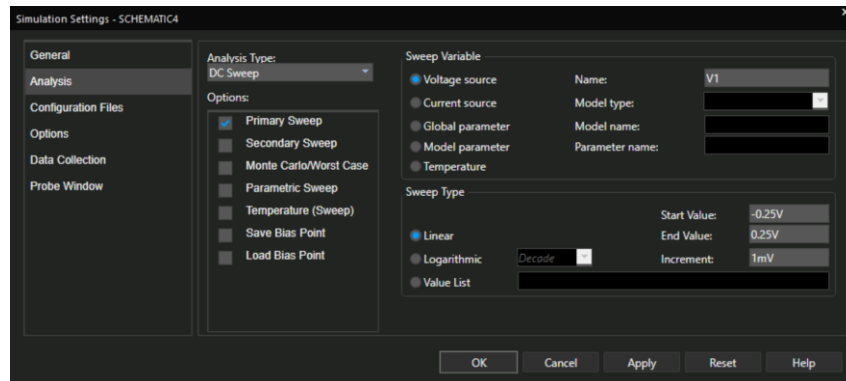 Simulation Settings - SCHEMATIC4
General
Analysis
Configuration Files
Options
Data Collection
Probe Window
Analysis Type:
DC Sweep
Options:
Primary Sweep
Secondary Sweep
Monte Carlo/Worst Case
Parametric Sweep
Temperature (Sweep)
Save Bias Point
Load Bias Point
Sweep Variable
Voltage source
Name: V1
Current source
Model type:
Global parameter
Model name:
Model parameter
Parameter name:
Temperature
Sweep Type
Start Value: -0.25V
Linear
End Value: 0.25V
Logarithmic Decade
Increment: 1mV
Value List
OK Cancel Apply Reset Help